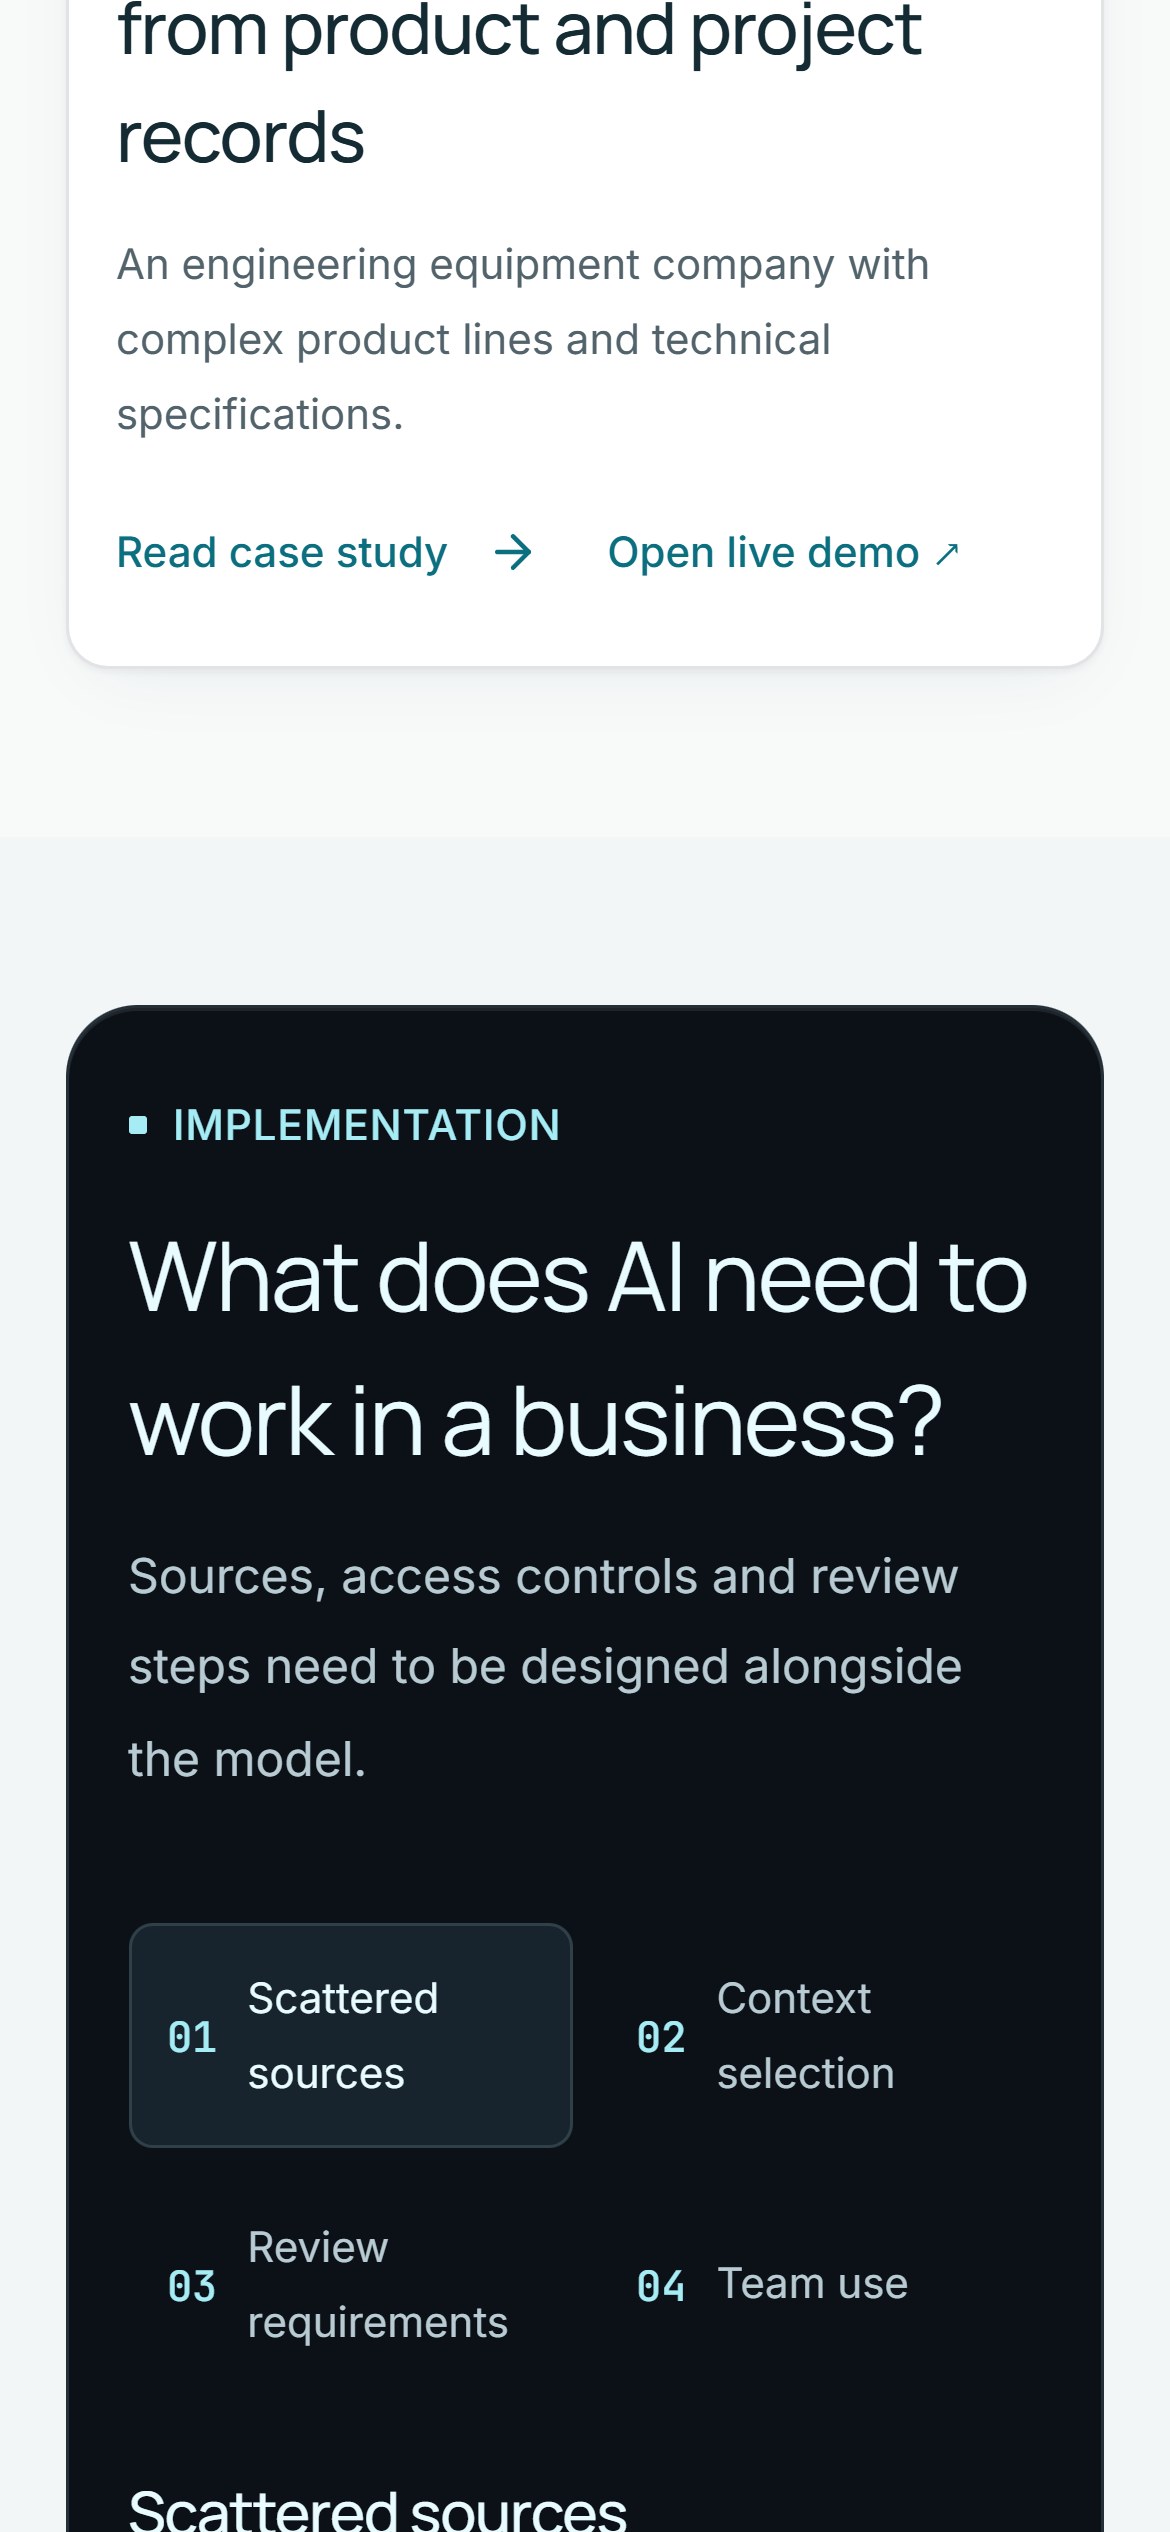 from product and project
records
An engineering equipment company with
complex product lines and technical
specifications.
Read case study → Open live demo ↗
IMPLEMENTATION
What does AI need to
work in a business?
Sources, access controls and review
steps need to be designed alongside
the model.
01 Scattered
sources
02 Context
selection
03 Review
requirements
04 Team use
Scattered sources